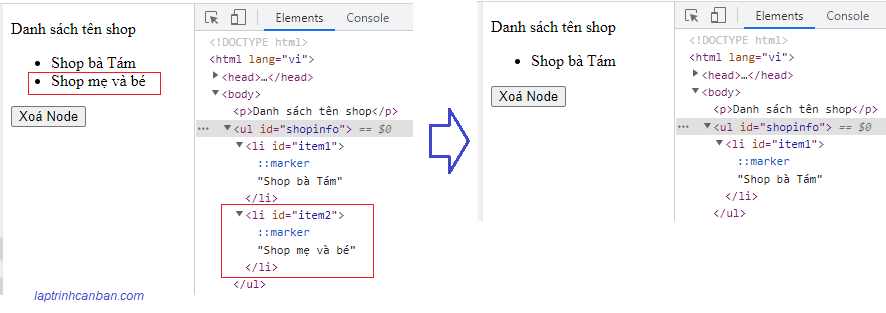 Danh sách tên shop
Shop bà Tám
Shop mẹ và bé
Xoá Node
Elements
Console
<!DOCTYPE html>
<html lang="vi">
<head>…</head>
<body>
<p>Danh sách tên shop</p>
··· <ul id="shopinfo"> == $0
<li id="item1">
::marker
"Shop bà Tám"
</li>
<li id="item2">
::marker
"Shop mẹ và bé"
</li>
</ul>
laptrinhcanban.com
Danh sách tên shop
Shop bà Tám
Xoá Node
Elements
Console
<!DOCTYPE html>
<html lang="vi">
<head>…</head>
<body>
<p>Danh sách tên shop</p>
··· <ul id="shopinfo"> == $0
<li id="item1">
::marker
"Shop bà Tám"
</li>
</ul>